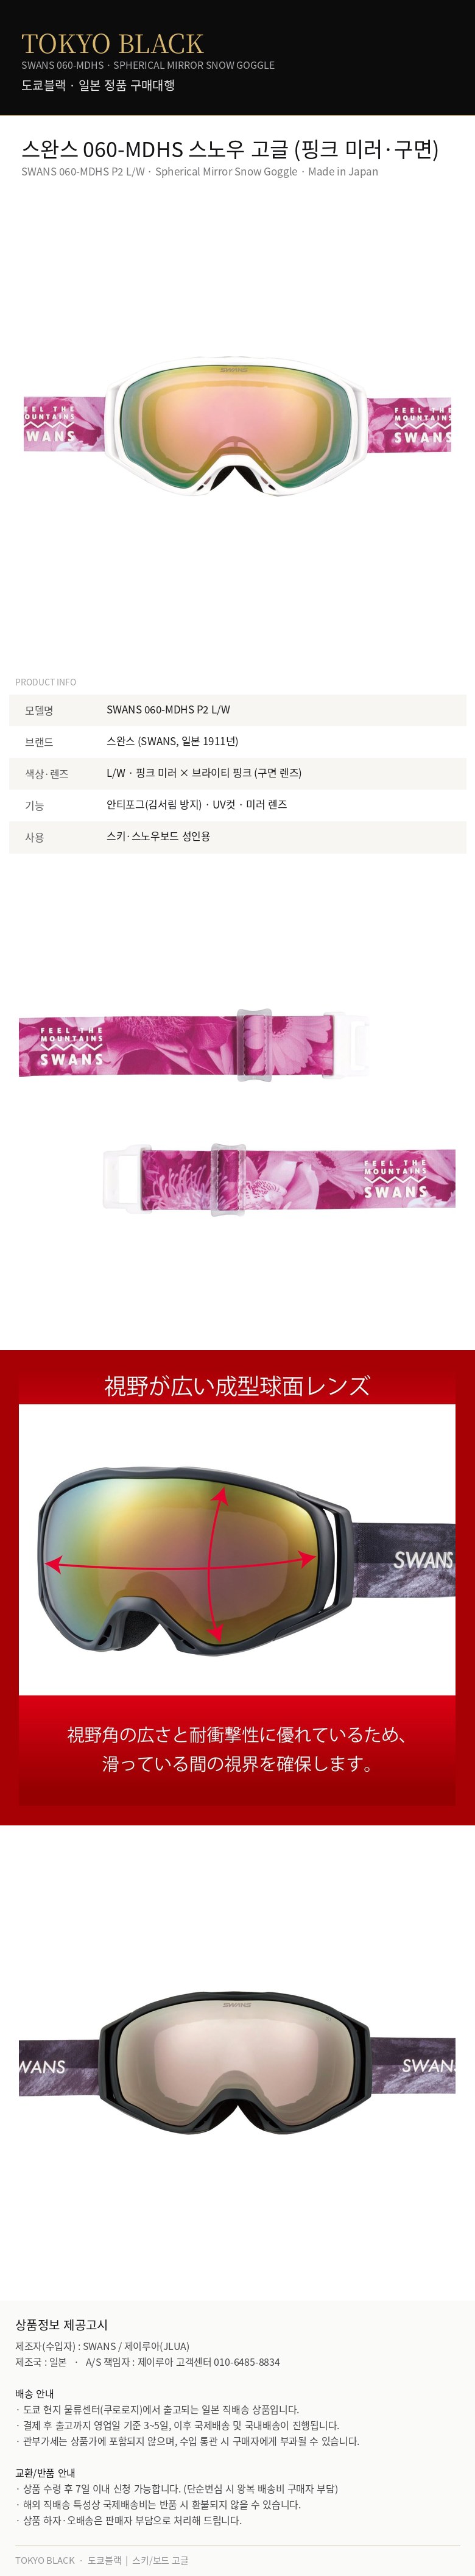 TOKYO BLACK
SWANS 060-MDHS · SPHERICAL MIRROR SNOW GOGGLE
도쿄블랙 · 일본 정품 구매대행
스완스 060-MDHS 스노우 고글 (핑크 미러·구면)
SWANS 060-MDHS P2 L/W · Spherical Mirror Snow Goggle · Made in Japan
SWANS
FEEL THE
MOUNTAINS
SWANS
FEEL THE
MOUNTAINS
SWANS
PRODUCT INFO
모델명 SWANS 060-MDHS P2 L/W
브랜드 스완스 (SWANS, 일본 1911년)
색상·렌즈 L/W · 핑크 미러 × 브라이티 핑크 (구면 렌즈)
기능 안티포그(김서림 방지) · UV컷 · 미러 렌즈
사용 스키·스노우보드 성인용
FEEL THE
MOUNTAINS
SWANS
FEEL THE
MOUNTAINS
SWANS
視野が広い成型球面レンズ
SWANS
視野角の広さと耐衝撃性に優れているため、
滑っている間の視界を確保します。
SWANS
WANS
SWANS
상품정보 제공고시
제조자(수입자) : SWANS / 제이루아(JLUA)
제조국 : 일본 · A/S 책임자 : 제이루아 고객센터 010-6485-8834
배송 안내
· 도쿄 현지 물류센터(쿠로로지)에서 출고되는 일본 직배송 상품입니다.
· 결제 후 출고까지 영업일 기준 3~5일, 이후 국제배송 및 국내배송이 진행됩니다.
· 관부가세는 상품가에 포함되지 않으며, 수입 통관 시 구매자에게 부과될 수 있습니다.
교환/반품 안내
· 상품 수령 후 7일 이내 신청 가능합니다. (단순변심 시 왕복 배송비 구매자 부담)
· 해외 직배송 특성상 국제배송비는 반품 시 환불되지 않을 수 있습니다.
· 상품 하자·오배송은 판매자 부담으로 처리해 드립니다.
TOKYO BLACK · 도쿄블랙 | 스키/보드 고글